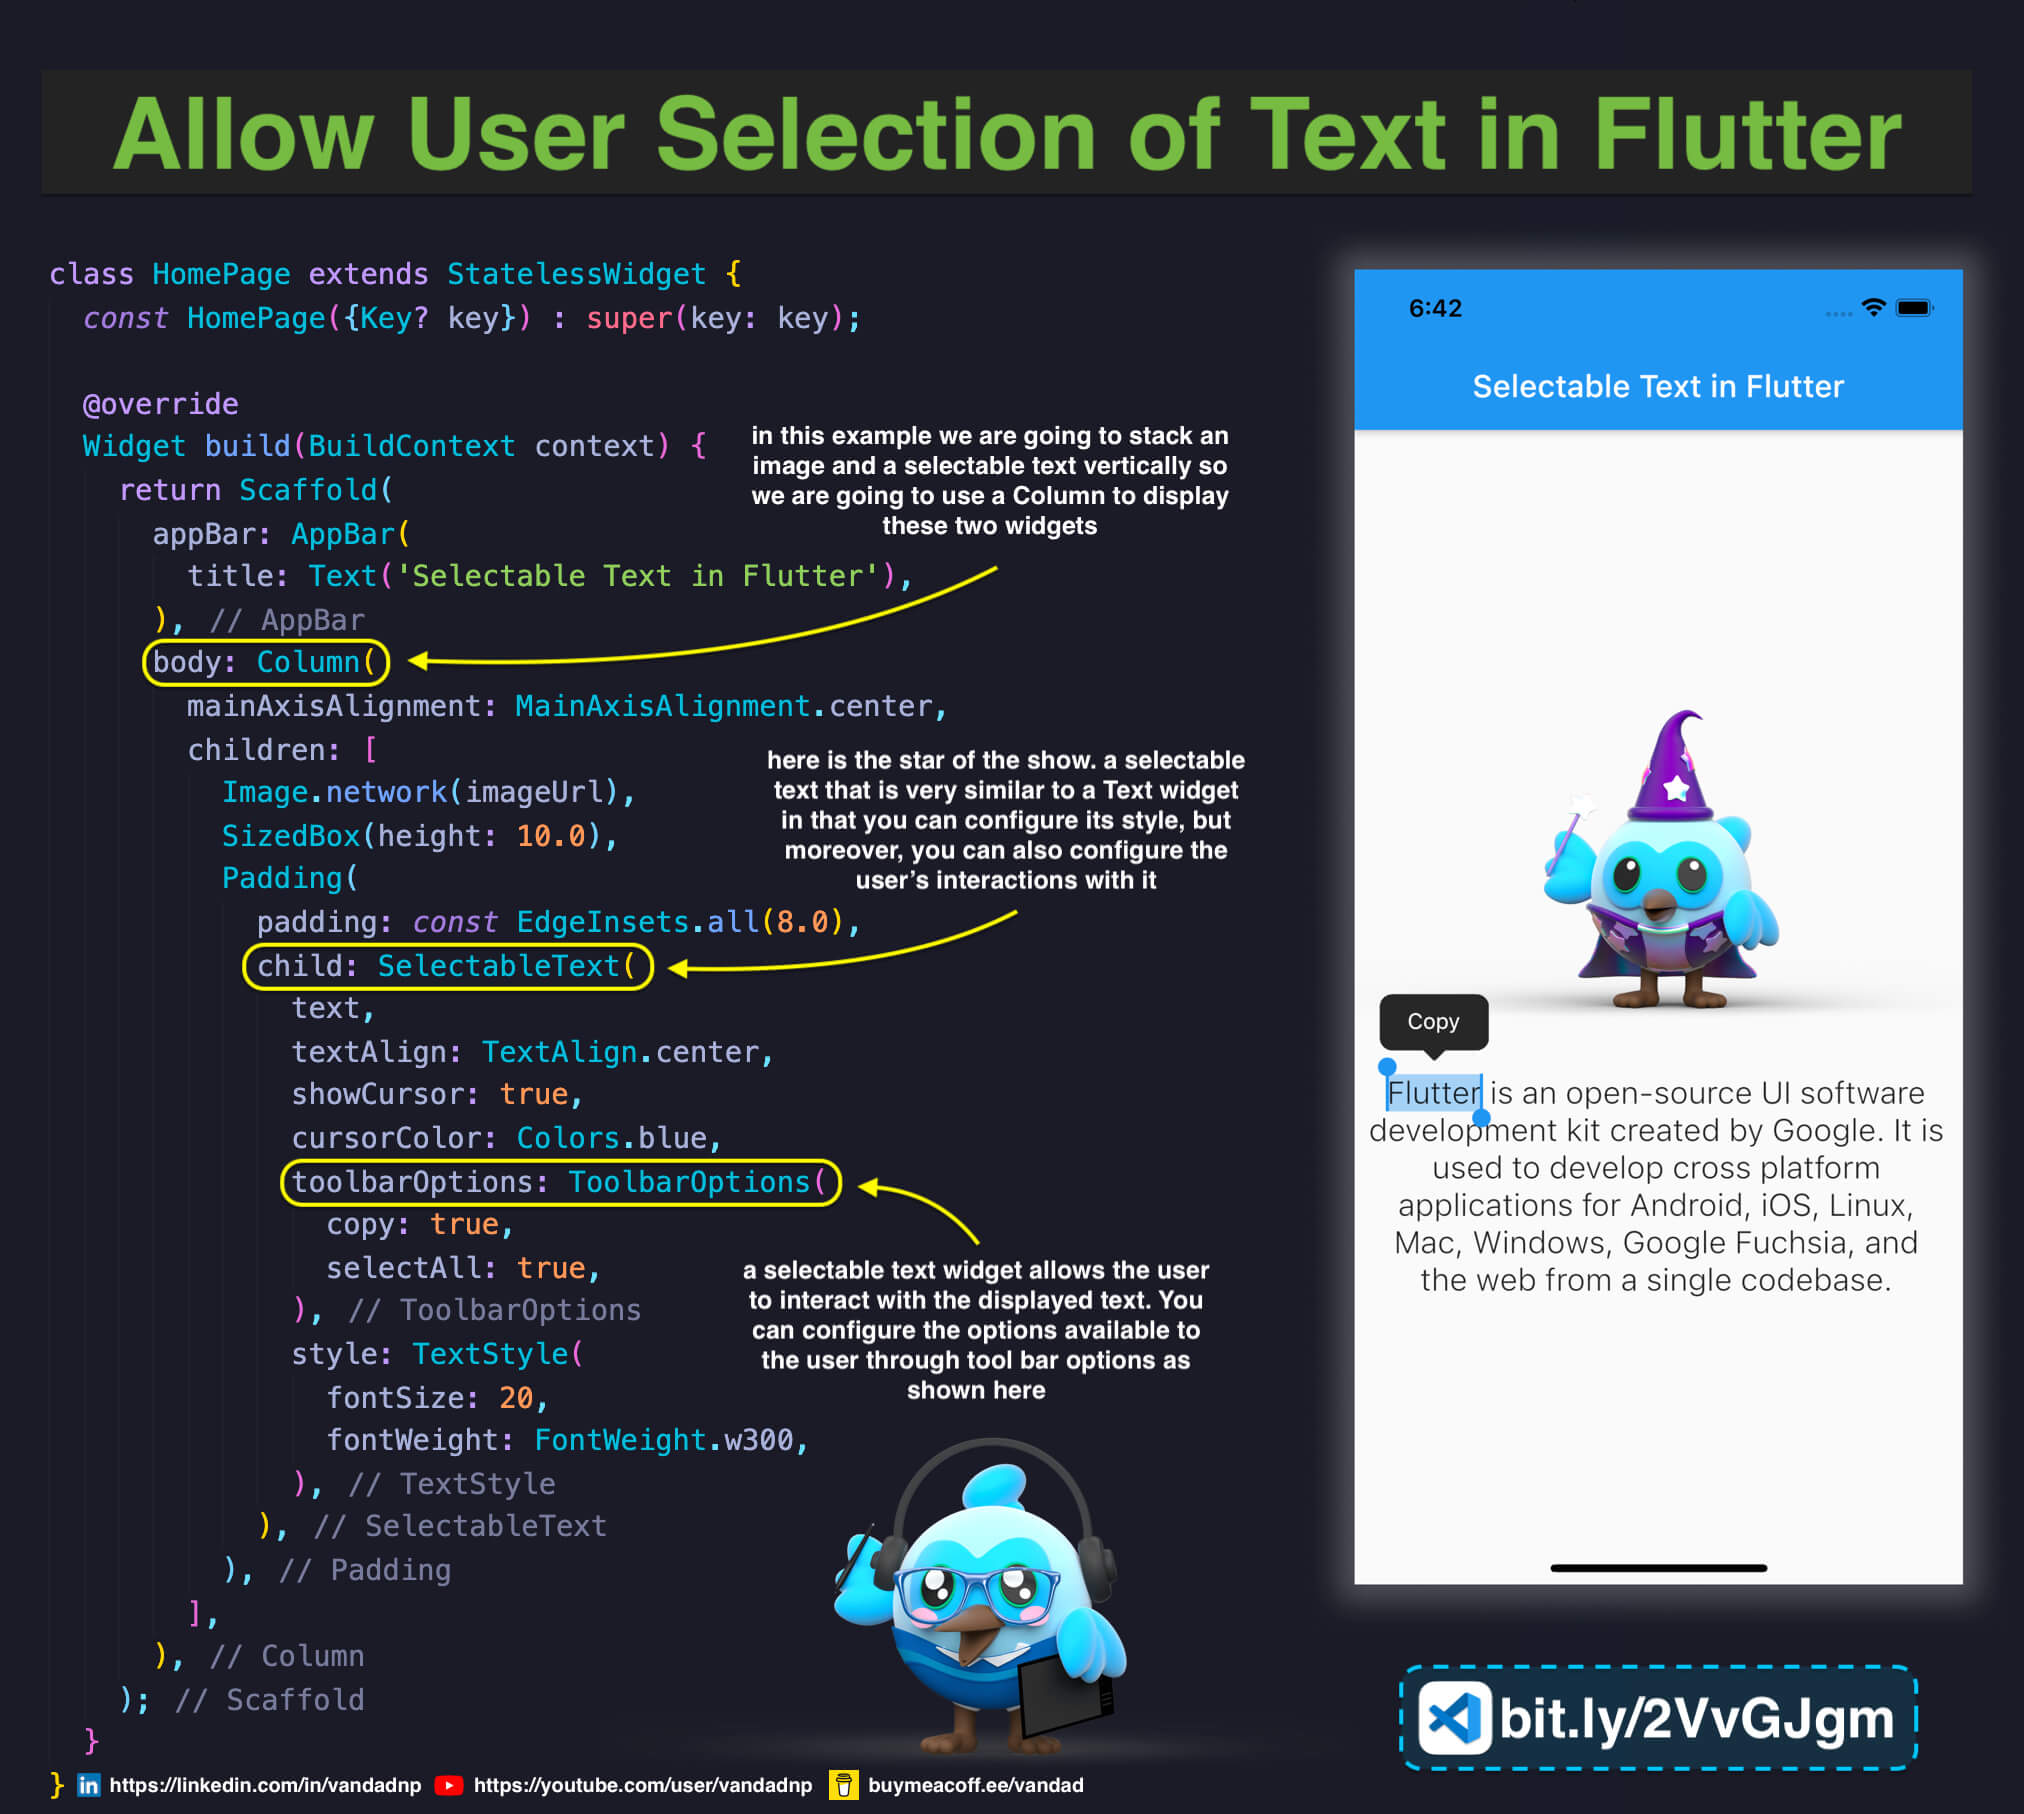 Allow User Selection of Text in Flutter
class HomePage extends StatelessWidget {
const HomePage({Key? key}) : super(key: key);
@override
Widget build(BuildContext context) {
return Scaffold(
appBar: AppBar(
title: Text('Selectable Text in Flutter'),
), // AppBar
body: Column(
mainAxisAlignment: MainAxisAlignment.center,
children: [
Image.network(imageUrl),
SizedBox(height: 10.0),
Padding(
padding: const EdgeInsets.all(8.0),
child: SelectableText(
text,
textAlign: TextAlign.center,
showCursor: true,
cursorColor: Colors.blue,
toolbarOptions: ToolbarOptions(
copy: true,
selectAll: true,
), // ToolbarOptions
style: TextStyle(
fontSize: 20,
fontWeight: FontWeight.w300,
), // TextStyle
), // SelectableText
), // Padding
],
), // Column
); // Scaffold
}
}
in this example we are going to stack an
image and a selectable text vertically so
we are going to use a Column to display
these two widgets
here is the star of the show. a selectable
text that is very similar to a Text widget
in that you can configure its style, but
moreover, you can also configure the
user’s interactions with it
a selectable text widget allows the user
to interact with the displayed text. You
can configure the options available to
the user through tool bar options as
shown here
6:42
Selectable Text in Flutter
Copy
Flutter is an open-source UI software
development kit created by Google. It is
used to develop cross platform
applications for Android, iOS, Linux,
Mac, Windows, Google Fuchsia, and
the web from a single codebase.
bit.ly/2VvGJgm
in https://linkedin.com/in/vandadnp https://youtube.com/user/vandadnp buymeacoff.ee/vandad